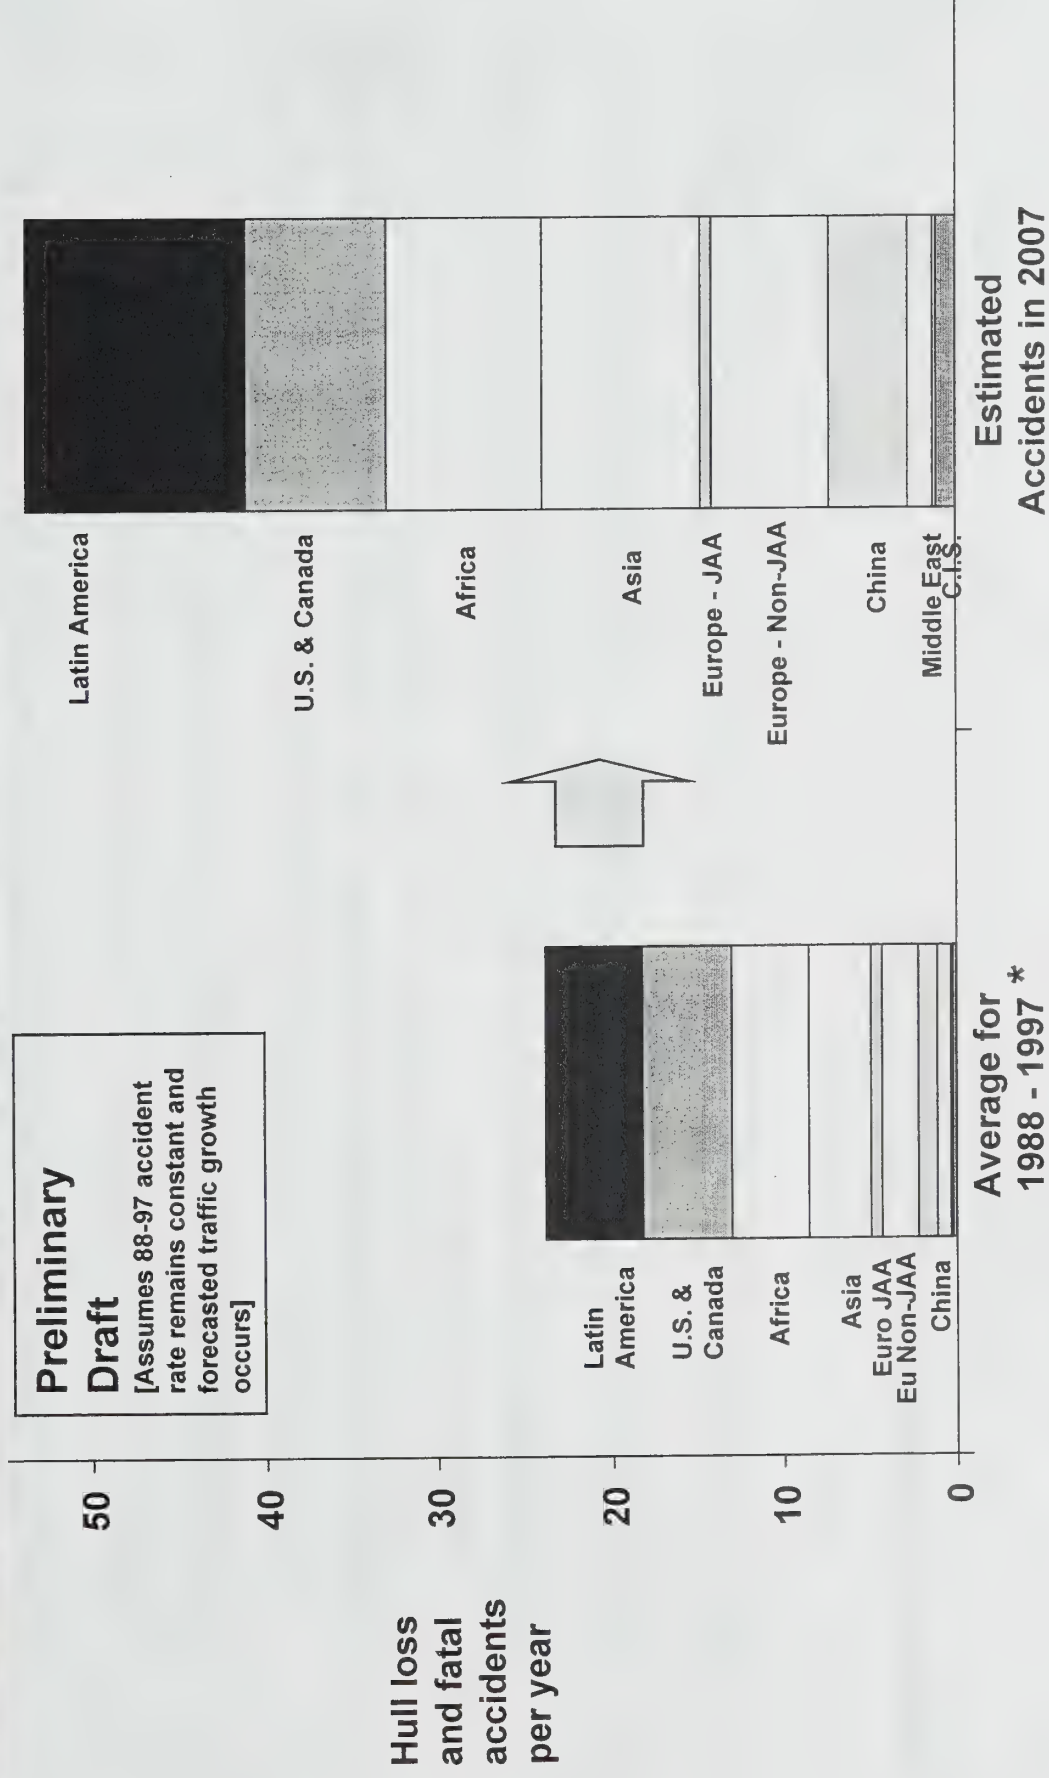 Preliminary
Draft
[Assumes 88-97 accident
rate remains constant and
forecasted traffic growth
occurs]
Hull loss
and fatal
accidents
per year
50
40
30
20
10
0
Latin
America
U.S. &
Canada
Africa
Asia
Euro JAA
Eu Non-JAA
China
Average for
1988 - 1997 *
Latin America
U.S. & Canada
Africa
Asia
Europe - JAA
Europe - Non-JAA
China
Middle East
C.I.S.
Estimated
Accidents in 2007